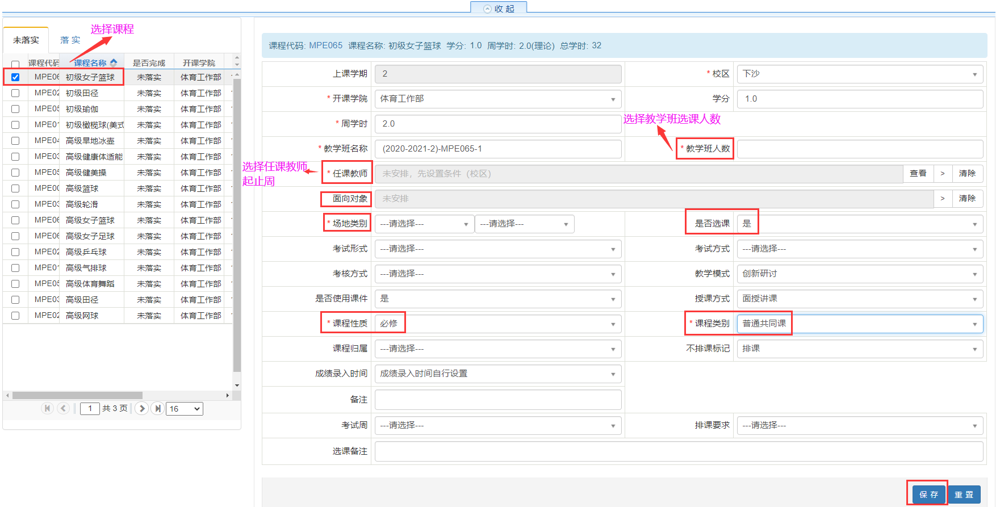 收 起
选择课程
未落实
落 实
课程代码 课程名称 是否完成 开课学院
MPE06 初级女子篮球 未落实 体育工作部
MPE02 初级田径 未落实 体育工作部
MPE05 初级瑜伽 未落实 体育工作部
MPE01 初级橄榄球(美式 未落实 体育工作部
MPE04 高级旱地冰壶 未落实 体育工作部
MPE03 高级健康体适能 未落实 体育工作部
MPE05 高级健美操 未落实 体育工作部
MPE00 高级篮球 未落实 体育工作部
MPE03 高级轮滑 未落实 体育工作部
MPE06 高级女子篮球 未落实 体育工作部
MPE06 高级女子足球 未落实 体育工作部
MPE02 高级乒乓球 未落实 体育工作部
MPE01 高级气排球 未落实 体育工作部
MPE05 高级体育舞蹈 未落实 体育工作部
MPE03 高级田径 未落实 体育工作部
MPE02 高级网球 未落实 体育工作部
1 共 3 页 16
课程代码: MPE065 课程名称: 初级女子篮球 学分: 1.0 周学时: 2.0(理论) 总学时: 32
上课学期 2 * 校区 下沙
* 开课学院 体育工作部 学分 1.0
* 周学时 2.0
选择教学班选课人数
* 教学班名称 (2020-2021-2)-MPE065-1 * 教学班人数
选择任课教师
起止周
* 任课教师 未安排，先设置条件（校区） 查看 > 清除
面向对象 未安排 > 清除
* 场地类别 ---请选择--- ---请选择--- 是否选课 是
考试形式 ---请选择--- 考试方式 ---请选择---
考核方式 ---请选择--- 教学模式 创新研讨
是否使用课件 是 授课方式 面授讲课
* 课程性质 必修 * 课程类别 普通共同课
课程归属 ---请选择--- 不排课标记 排课
成绩录入时间 成绩录入时间自行设置
备注
考试周 ---请选择--- 排课要求 ---请选择---
选课备注
保 存 重 置